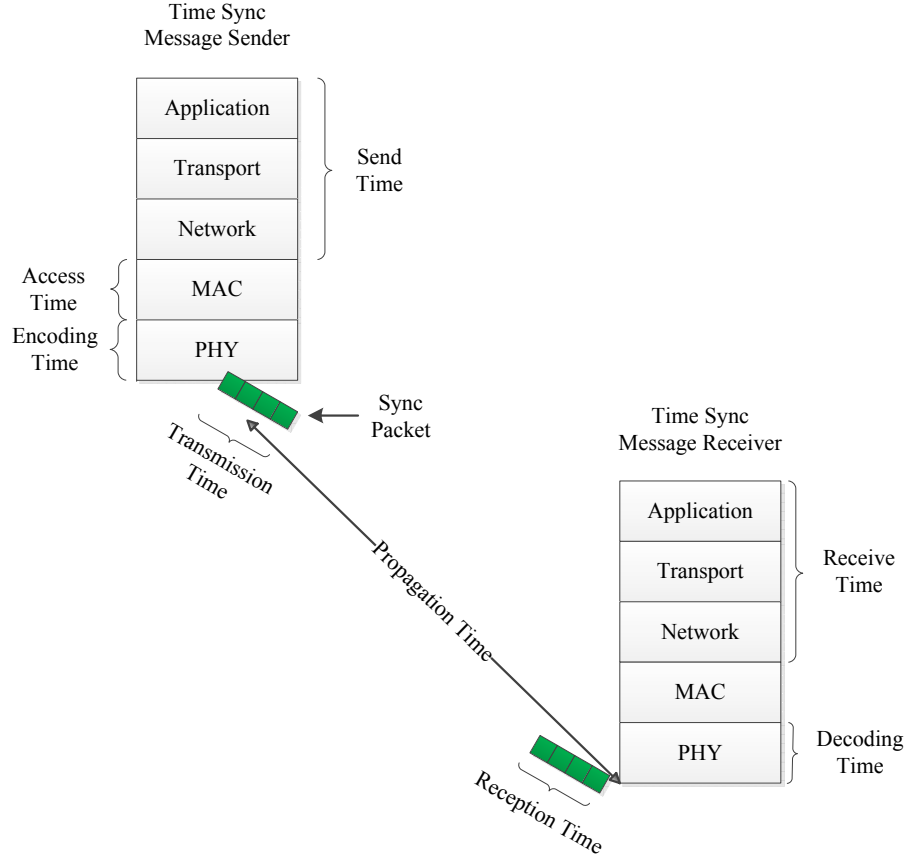 Time Sync
Message Sender
Application
Transport
Network
MAC
PHY
Send
Time
Access
Time
Encoding
Time
Sync
Packet
Transmission
Time
Propagation Time
Time Sync
Message Receiver
Application
Transport
Network
MAC
PHY
Receive
Time
Decoding
Time
Reception Time